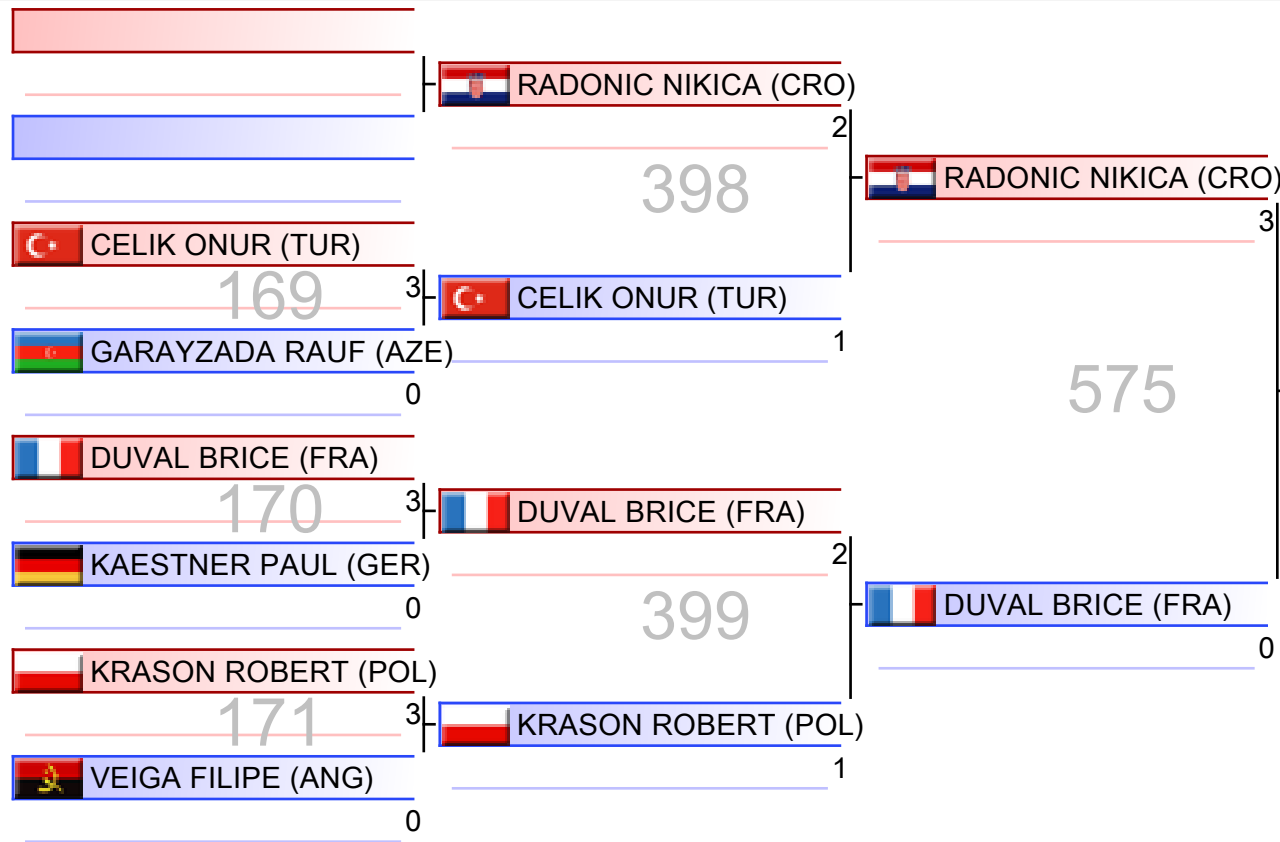 RADONIC NIKICA (CRO)
2
398
RADONIC NIKICA (CRO)
3
CELIK ONUR (TUR)
169
3
CELIK ONUR (TUR)
1
GARAYZADA RAUF (AZE)
0
575
DUVAL BRICE (FRA)
170
3
DUVAL BRICE (FRA)
2
KAESTNER PAUL (GER)
0
399
DUVAL BRICE (FRA)
0
KRASON ROBERT (POL)
171
3
KRASON ROBERT (POL)
1
VEIGA FILIPE (ANG)
0